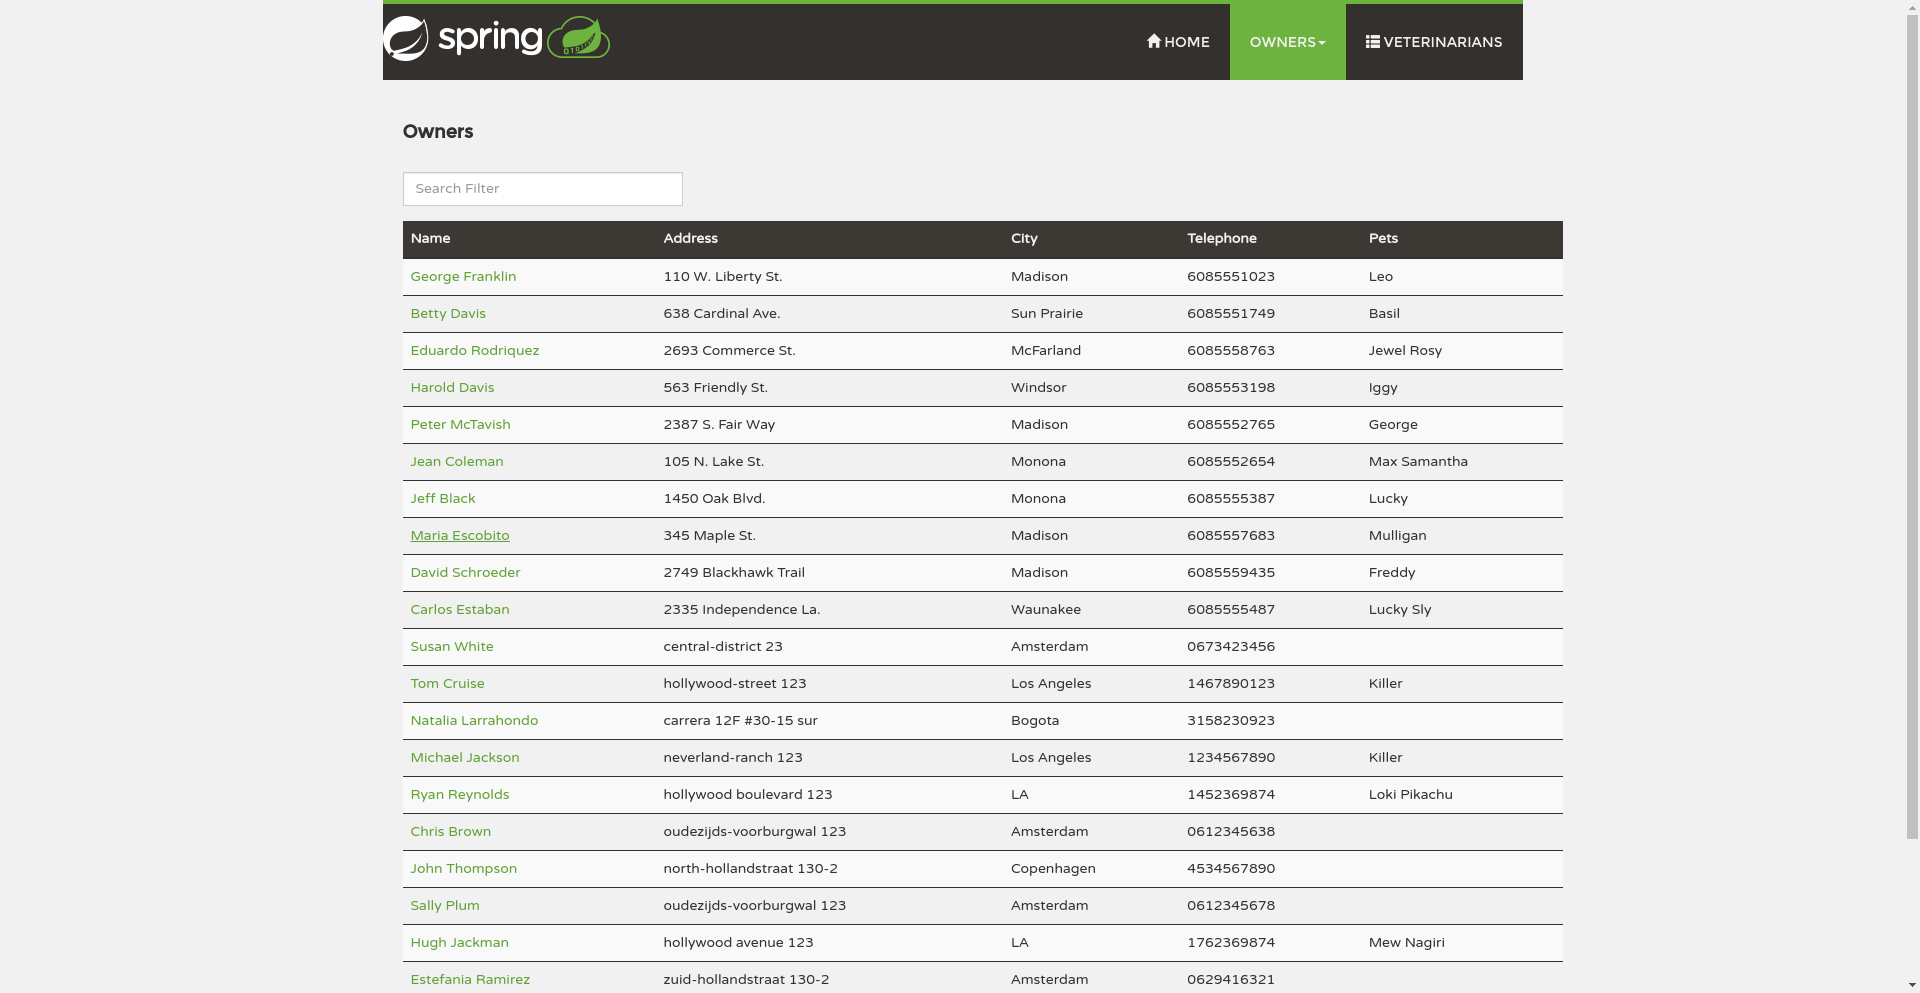 spring
HOME OWNERS VETERINARIANS
Owners
Search Filter
Name Address City Telephone Pets
George Franklin 110 W. Liberty St. Madison 6085551023 Leo
Betty Davis 638 Cardinal Ave. Sun Prairie 6085551749 Basil
Eduardo Rodriquez 2693 Commerce St. McFarland 6085558763 Jewel Rosy
Harold Davis 563 Friendly St. Windsor 6085553198 Iggy
Peter McTavish 2387 S. Fair Way Madison 6085552765 George
Jean Coleman 105 N. Lake St. Monona 6085552654 Max Samantha
Jeff Black 1450 Oak Blvd. Monona 6085555387 Lucky
Maria Escobito 345 Maple St. Madison 6085557683 Mulligan
David Schroeder 2749 Blackhawk Trail Madison 6085559435 Freddy
Carlos Estaban 2335 Independence La. Waunakee 6085555487 Lucky Sly
Susan White central-district 23 Amsterdam 0673423456
Tom Cruise hollywood-street 123 Los Angeles 1467890123 Killer
Natalia Larrahondo carrera 12F #30-15 sur Bogota 3158230923
Michael Jackson neverland-ranch 123 Los Angeles 1234567890 Killer
Ryan Reynolds hollywood boulevard 123 LA 1452369874 Loki Pikachu
Chris Brown oudezijds-voorburgwal 123 Amsterdam 0612345638
John Thompson north-hollandstraat 130-2 Copenhagen 4534567890
Sally Plum oudezijds-voorburgwal 123 Amsterdam 0612345678
Hugh Jackman hollywood avenue 123 LA 1762369874 Mew Nagiri
Estefania Ramirez zuid-hollandstraat 130-2 Amsterdam 0629416321